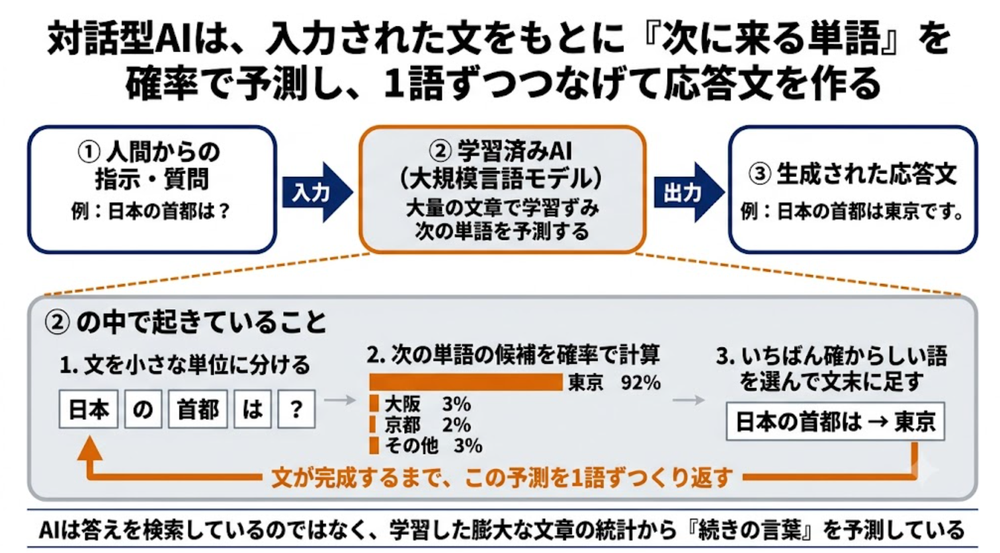 対話型AIは、入力された文をもとに『次に来る単語』を
確率で予測し、1語ずつつなげて応答文を作る
① 人間からの
指示・質問
例：日本の首都は？
入力
② 学習済みAI
（大規模言語モデル）
大量の文章で学習ずみ
次の単語を予測する
出力
③ 生成された応答文
例：日本の首都は東京です。
② の中で起きていること
1. 文を小さな単位に分ける
日本 の 首都 は ？
2. 次の単語の候補を確率で計算
東京 92%
大阪 3%
京都 2%
その他 3%
3. いちばん確からしい語
を選んで文末に足す
日本の首都は → 東京
文が完成するまで、この予測を1語ずつくり返す
AIは答えを検索しているのではなく、学習した膨大な文章の統計から『続きの言葉』を予測している